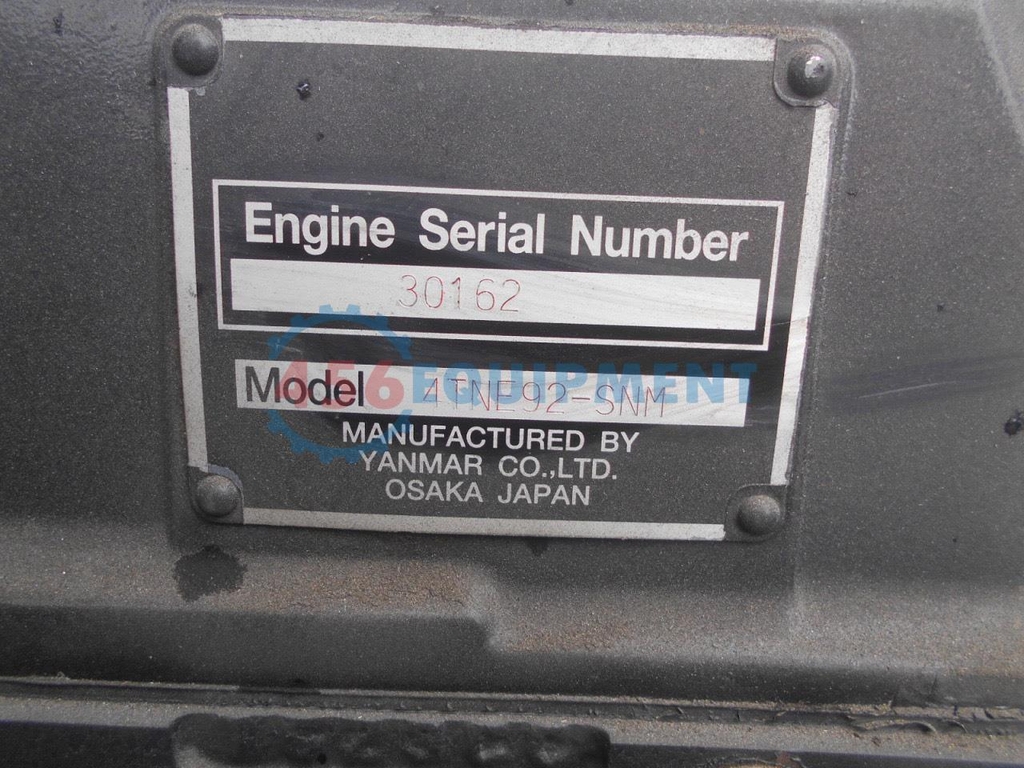 Engine Serial Number
30162
Model 4TNE92-SNM
456EQUIPMENT
MANUFACTURED BY
YANMAR CO.,LTD.
OSAKA JAPAN